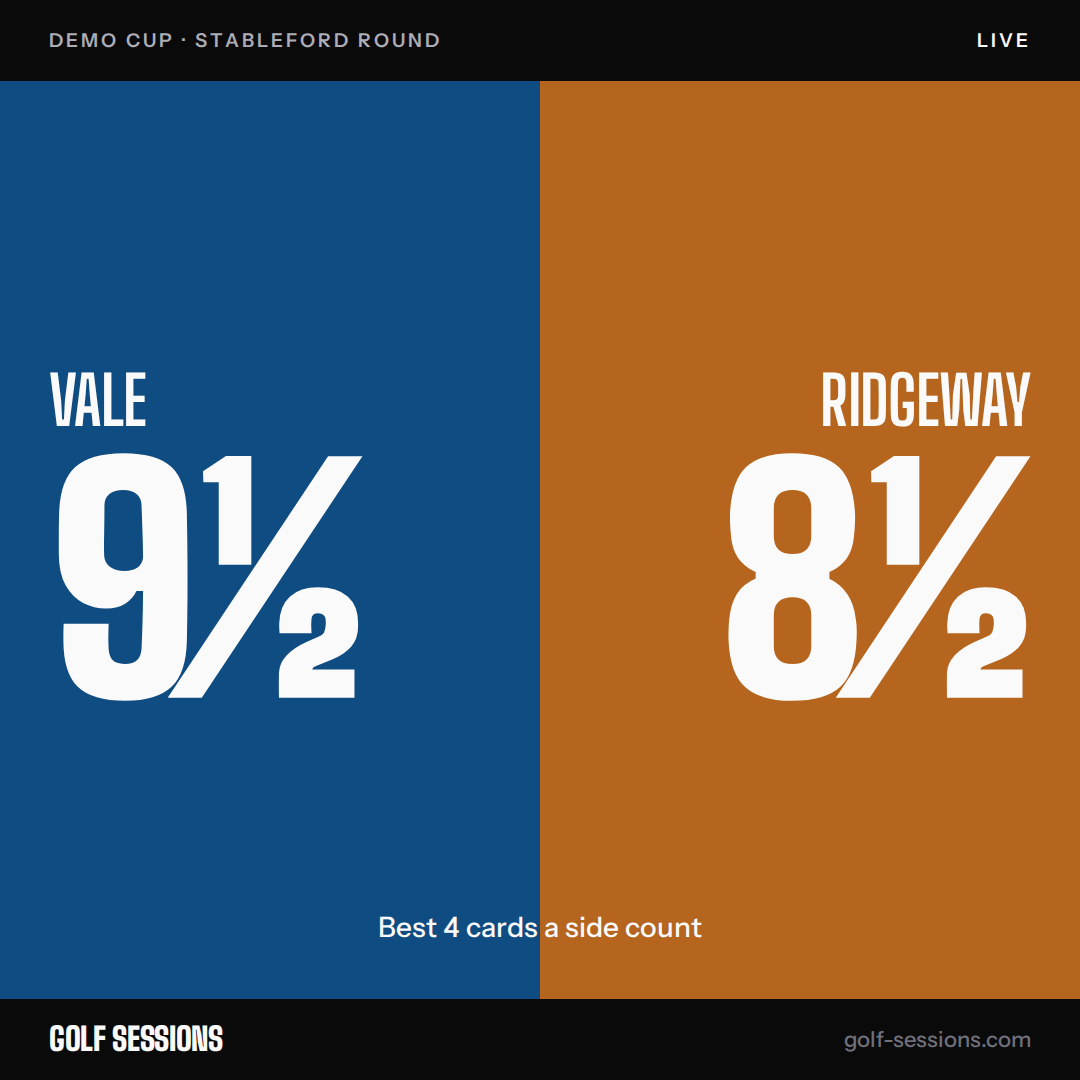 DEMO CUP · STABLEFORD ROUND
LIVE
VALE
9½
RIDGEWAY
8½
Best 4 cards a side count
GOLF SESSIONS
golf-sessions.com